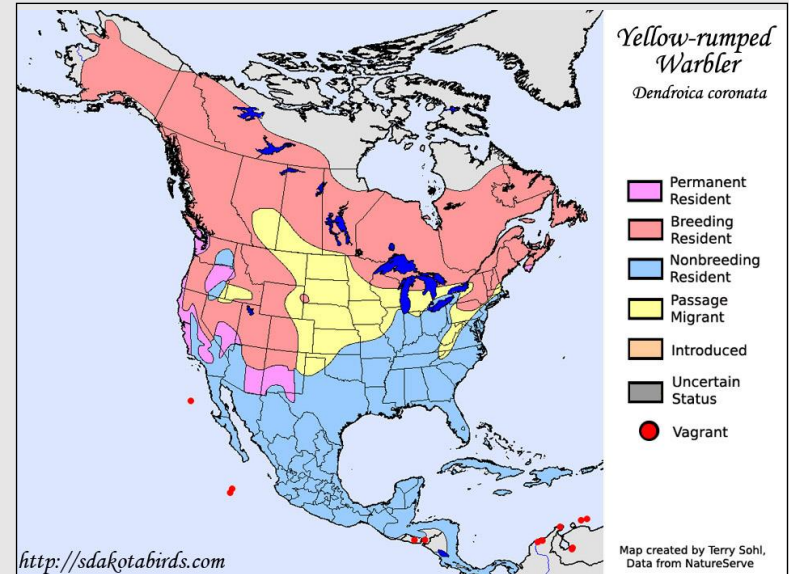 Yellow-rumped
Warbler
Dendroica coronata
Permanent
Resident
Breeding
Resident
Nonbreeding
Resident
Passage
Migrant
Introduced
Uncertain
Status
Vagrant
Map created by Terry Sohl,
Data from NatureServe
http://sdakotabirds.com